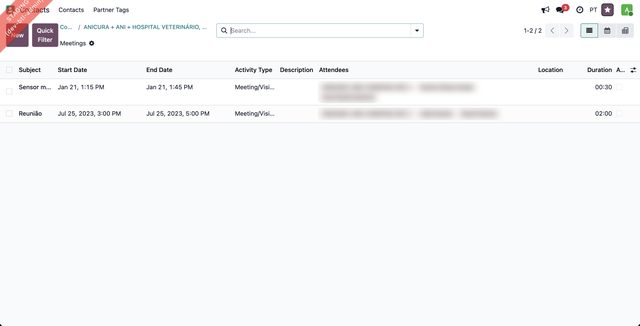 Contacts Contacts Partner Tags PT
New Quick Filter Co... / ANICURA + ANI + HOSPITAL VETERINÁRIO, ... Search... 1-2 / 2
Meetings
Subject Start Date End Date Activity Type Description Attendees Location Duration A...
Sensor m... Jan 21, 1:15 PM Jan 21, 1:45 PM Meeting/Visi... 00:30
Reunião Jul 25, 2023, 3:00 PM Jul 25, 2023, 5:00 PM Meeting/Visi... 02:00